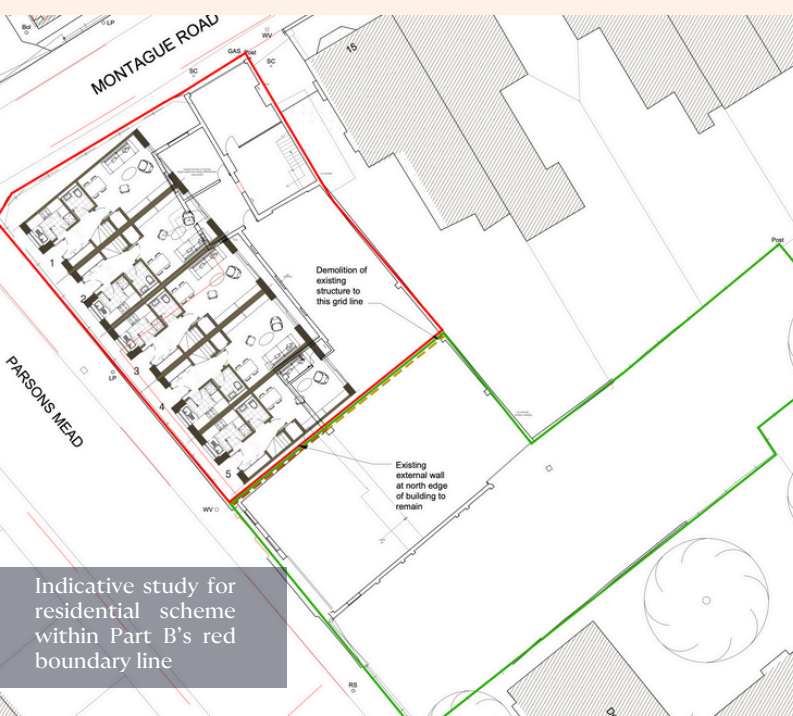 Bol
LP
MONTAGUE ROAD
WV
GAS Post
SC
SC
15
Post
Demolition of
existing
structure to
this grid line
1
2
3
4
5
PARSONS MEAD
LP
Existing
external wall
at north edge
of building to
remain
WV
Indicative study for
residential scheme
within Part B's red
boundary line
RS